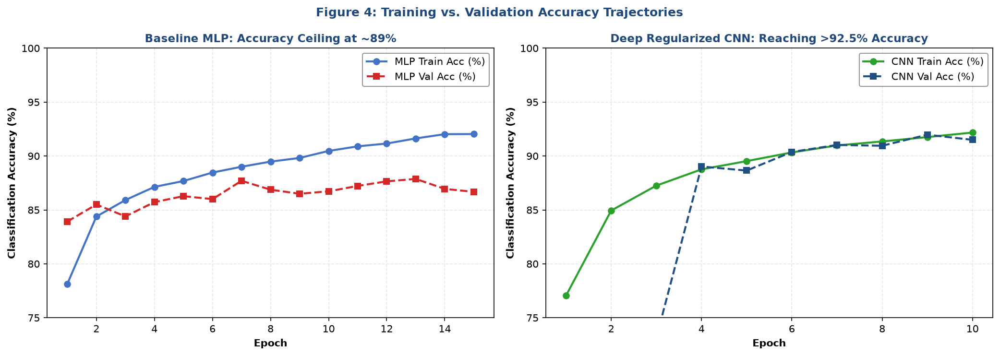 Figure 4: Training vs. Validation Accuracy Trajectories
Baseline MLP: Accuracy Ceiling at ~89%
MLP Train Acc (%)
MLP Val Acc (%)
Classification Accuracy (%)
100
95
90
85
80
75
2 4 6 8 10 12 14
Epoch
Deep Regularized CNN: Reaching >92.5% Accuracy
CNN Train Acc (%)
CNN Val Acc (%)
Classification Accuracy (%)
100
95
90
85
80
75
2 4 6 8 10
Epoch